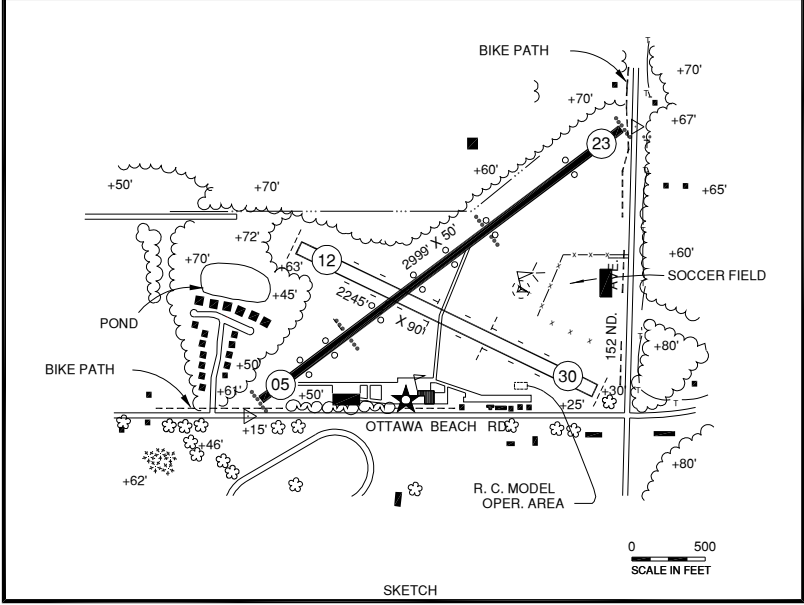 BIKE PATH
+70'
+70'
+67'
23
+60'
+50'
+70'
+65'
+72'
2999' X 50'
+60'
12
+70'
+63'
SOCCER FIELD
+45'
2245'
X 90'
152 ND. AVE.
POND
+80'
BIKE PATH
+50'
30
05
+61'
+50'
+30'
+25'
+15'
OTTAWA BEACH RD.
+46'
+62'
+80'
R. C. MODEL
OPER. AREA
0 500
SCALE IN FEET
SKETCH